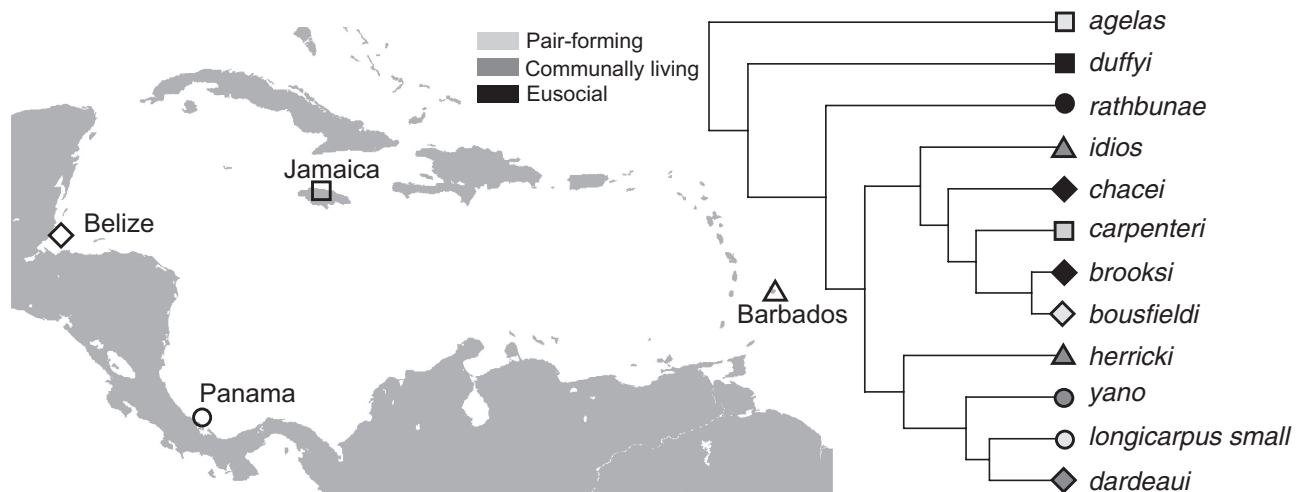 Pair-forming
Communally living
Eusocial
Jamaica
Belize
Barbados
Panama
agelas
duffyi
rathbunae
idios
chacei
carpenteri
brooksi
bousfieldi
herricki
yano
longicarpus small
dardeaui